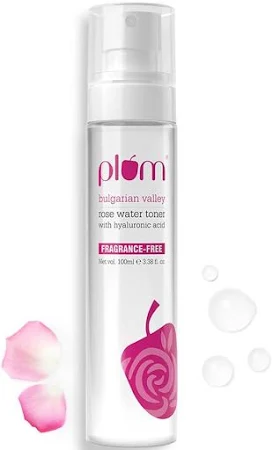 plum
bulgarian valley
rose water toner
with hyaluronic acid
FRAGRANCE-FREE
Net vol. 100ml ℮ 3.38 fl. oz